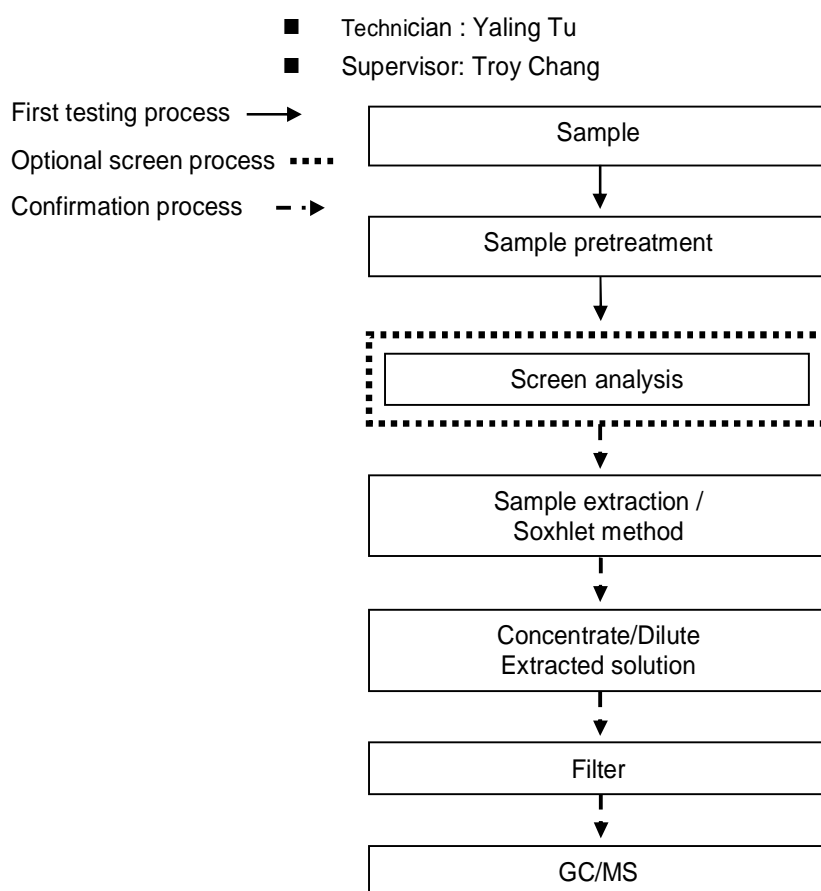 ■ Technician : Yaling Tu
■ Supervisor: Troy Chang
First testing process
Optional screen process
Confirmation process
Sample
Sample pretreatment
Screen analysis
Sample extraction /
Soxhlet method
Concentrate/Dilute
Extracted solution
Filter
GC/MS